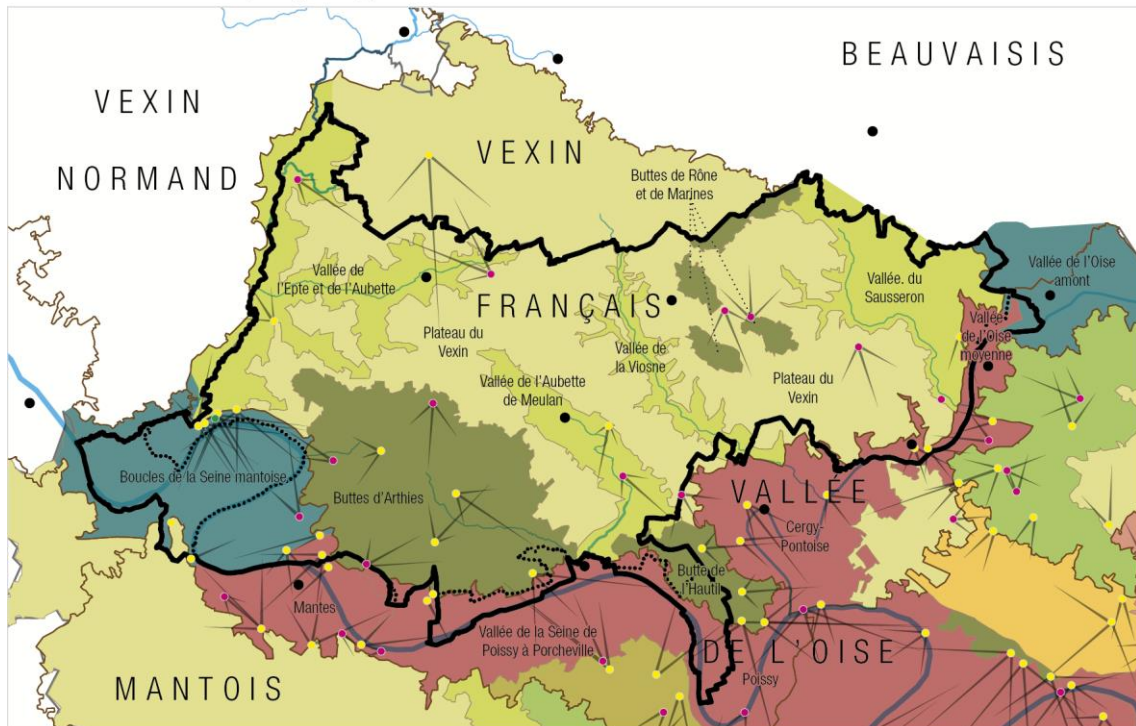 BEAUVAISIS
VEXIN
NORMAND
VEXIN
Buttes de Rône
et de Marines
Vallée de
l'Epte et de l'Aubette
FRANÇAIS
Vallée. du
Sausseron
Vallée de l'Oise
amont
Plateau du
Vexin
Vallée de
la Viosne
Vallée
de l'Oise
moyenne
Vallée de l'Aubette
de Meulan
Plateau du
Vexin
Boucles de la Seine mantoise
Buttes d'Arthies
VALLÉE
Cergy-
Pontoise
Butte de
l'Hautil
Mantes
Vallée de la Seine de
Poissy à Porcheville
DE L'OISE
Poissy
MANTOIS